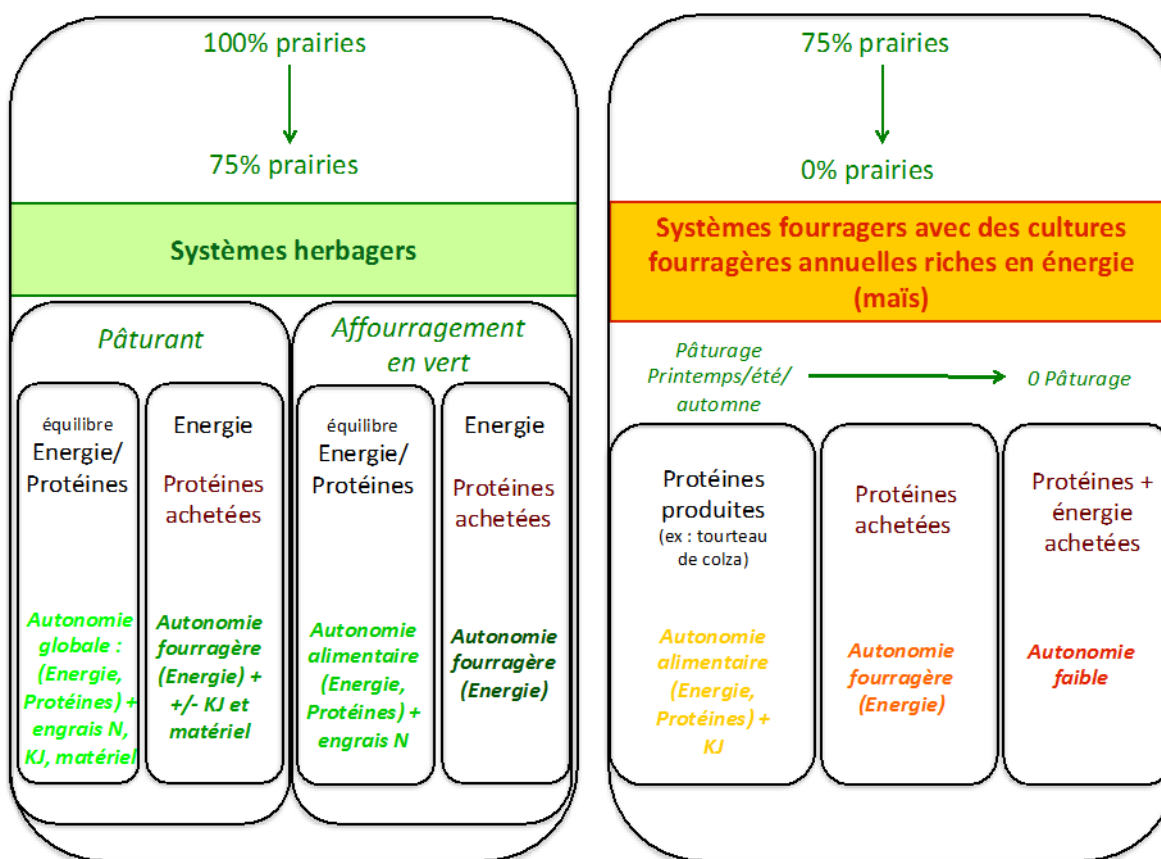 100% prairies
75% prairies
Systèmes herbagers
Pâturant
équilibre
Energie/
Protéines
Autonomie
globale :
(Energie,
Protéines) +
engrais N,
KJ, matériel
Energie
Protéines
achetées
Autonomie
fourragère
(Energie) +
+/- KJ et
matériel
Affourragement
en vert
équilibre
Energie/
Protéines
Autonomie
alimentaire
(Energie,
Protéines) +
engrais N
Energie
Protéines
achetées
Autonomie
fourragère
(Energie)
75% prairies
0% prairies
Systèmes fourragers avec des cultures
fourragères annuelles riches en énergie
(maïs)
Pâturage
Printemps/été/
automne
0 Pâturage
Protéines
produites
(ex : tourteau
de colza)
Autonomie
alimentaire
(Energie,
Protéines) +
KJ
Protéines
achetées
Autonomie
fourragère
(Energie)
Protéines +
énergie
achetées
Autonomie
faible